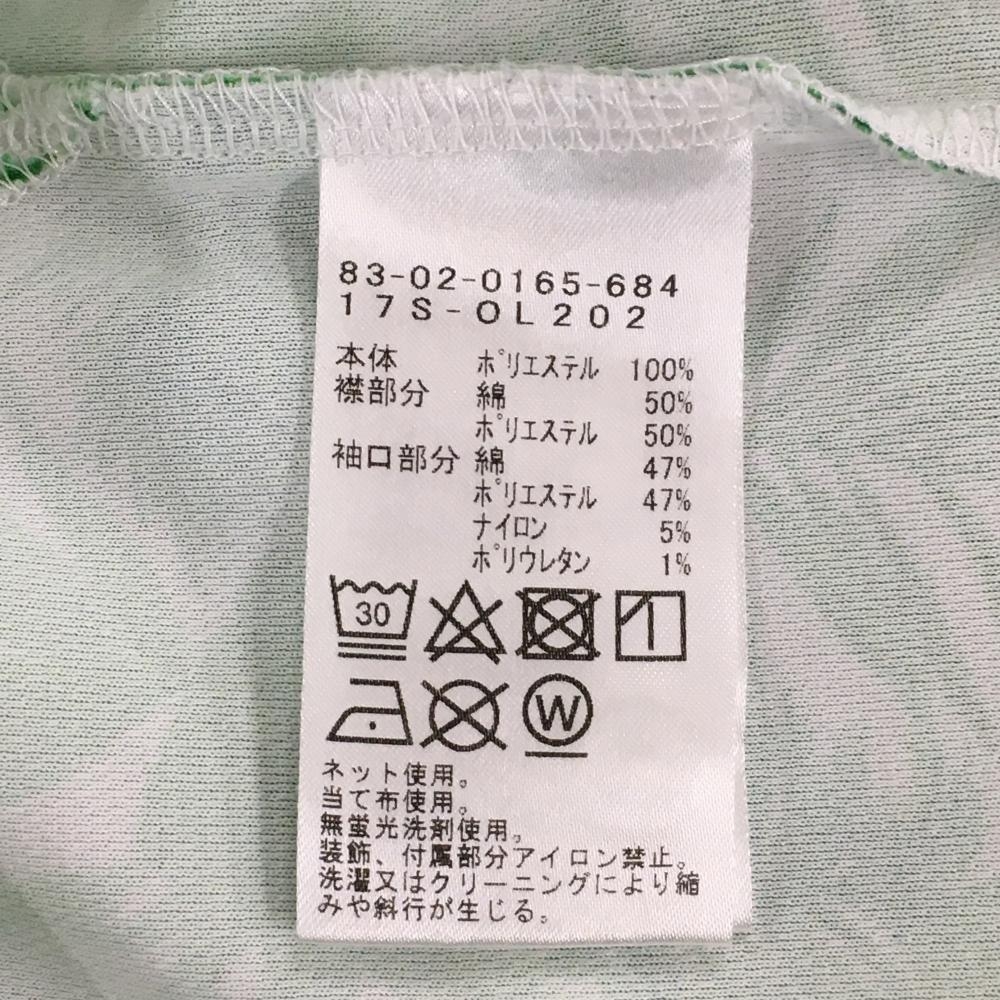 83-02-0165-684
17S-OL202
本体 ポリエステル 100%
襟部分 綿 50%
ポリエステル 50%
袖口部分 綿 47%
ポリエステル 47%
ナイロン 5%
ポリウレタン 1%
30
W
ネット使用。
当て布使用。
無蛍光洗剤使用。
装飾、付属部分アイロン禁止。
洗濯又はクリーニングにより縮
みや斜行が生じる。